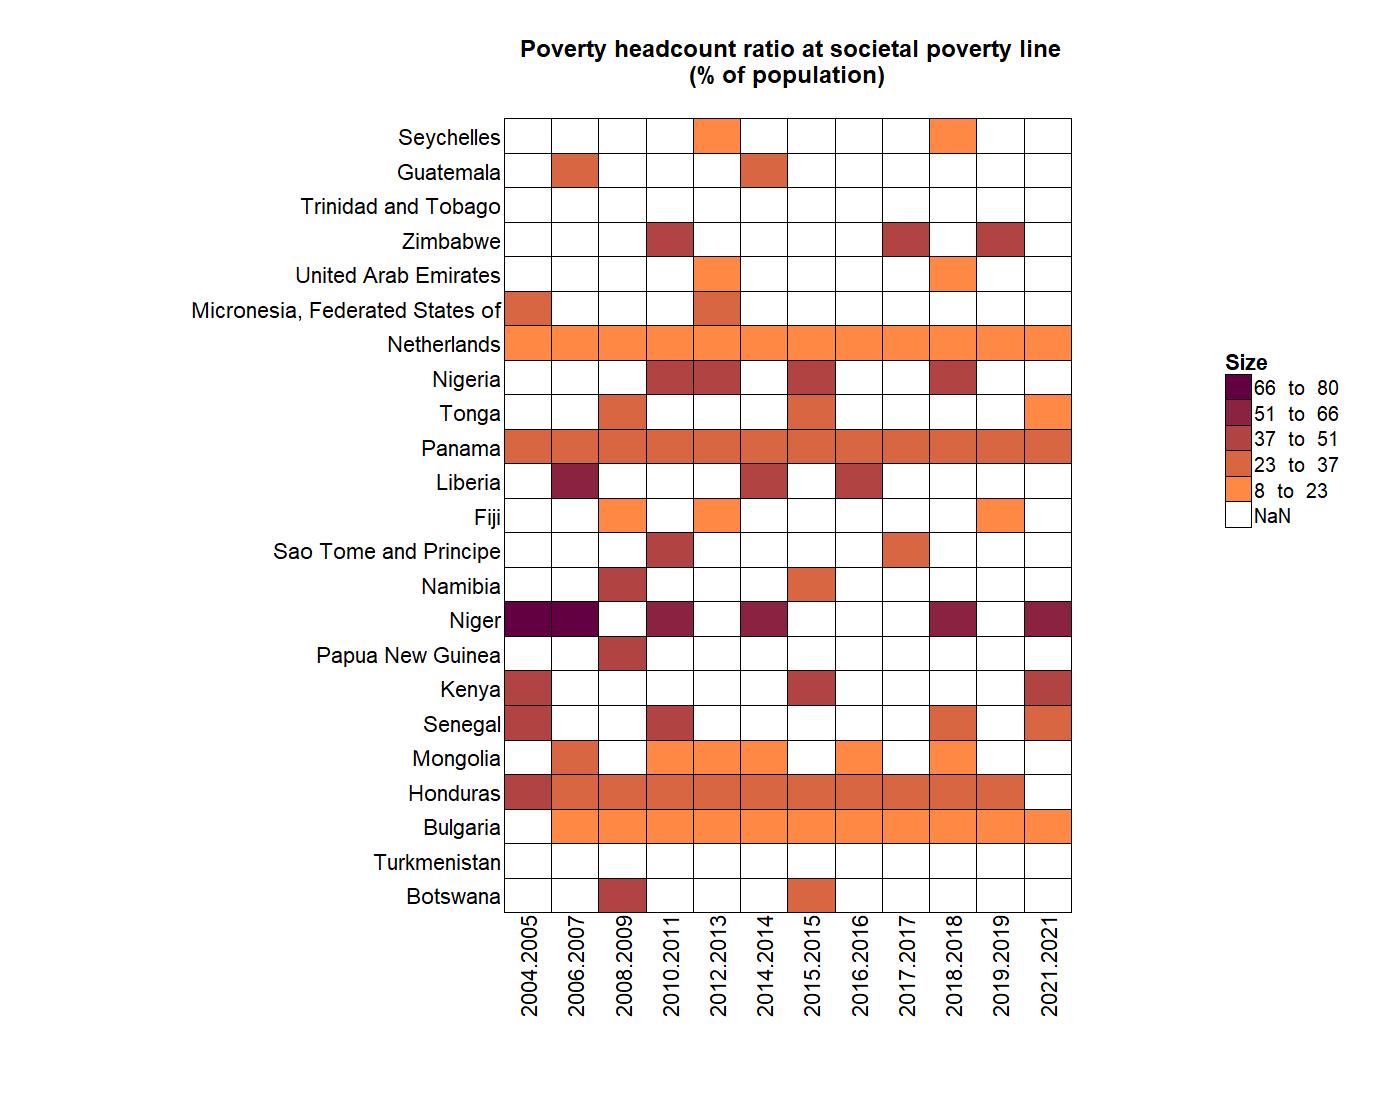 Poverty headcount ratio at societal poverty line
(% of population)
Seychelles
Guatemala
Trinidad and Tobago
Zimbabwe
United Arab Emirates
Micronesia, Federated States of
Netherlands
Nigeria
Tonga
Panama
Liberia
Fiji
Sao Tome and Principe
Namibia
Niger
Papua New Guinea
Kenya
Senegal
Mongolia
Honduras
Bulgaria
Turkmenistan
Botswana
2004.2005
2006.2007
2008.2009
2010.2011
2012.2013
2014.2014
2015.2015
2016.2016
2017.2017
2018.2018
2019.2019
2021.2021
Size
66 to 80
51 to 66
37 to 51
23 to 37
8 to 23
NaN